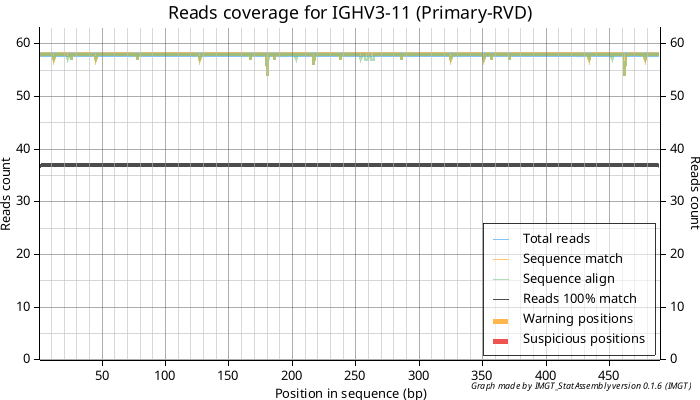 Reads coverage for IGHV3-11 (Primary-RVD)
60 60
50 50
40 40
30 30
20 20
10 10
0 0
Reads count
Reads count
Total reads
Sequence match
Sequence align
Reads 100% match
Warning positions
Suspicious positions
50 100 150 200 250 300 350 400 450
Position in sequence (bp)
Graph made by IMGT_StatAssembly version 0.1.6 (IMGT)